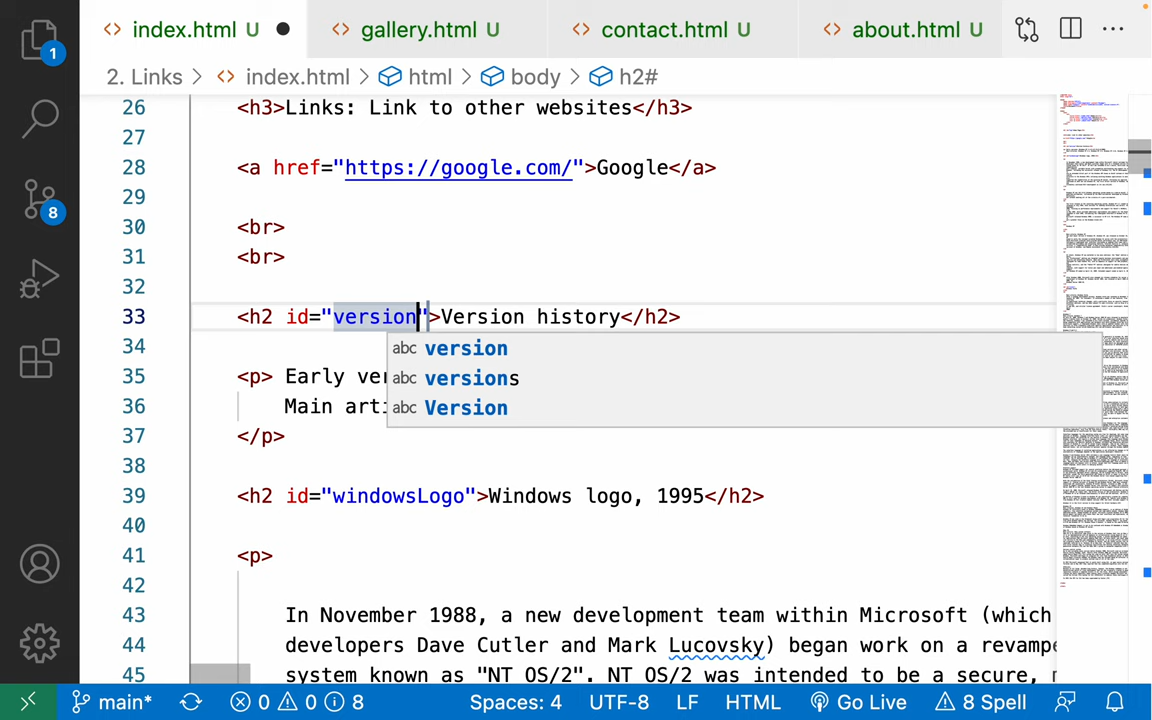 index.html U ● gallery.html U contact.html U about.html U ···
1
2. Links > index.html > html > body > h2#
26 <h3>Links: Link to other websites</h3>
27
28 <a href="https://google.com/">Google</a>
29
8
30 <br>
31 <br>
32
33 <h2 id="version">Version history</h2>
34
abc version
35 <p> Early ve
abc versions
36 Main arti
abc Version
37 </p>
38
39 <h2 id="windowsLogo">Windows logo, 1995</h2>
40
41 <p>
42
43 In November 1988, a new development team within Microsoft (which
44 developers Dave Cutler and Mark Lucovsky) began work on a revampe
45 system known as "NT OS/2". NT OS/2 was intended to be a secure,
main* 0 0 8 Spaces: 4 UTF-8 LF HTML Go Live 8 Spell